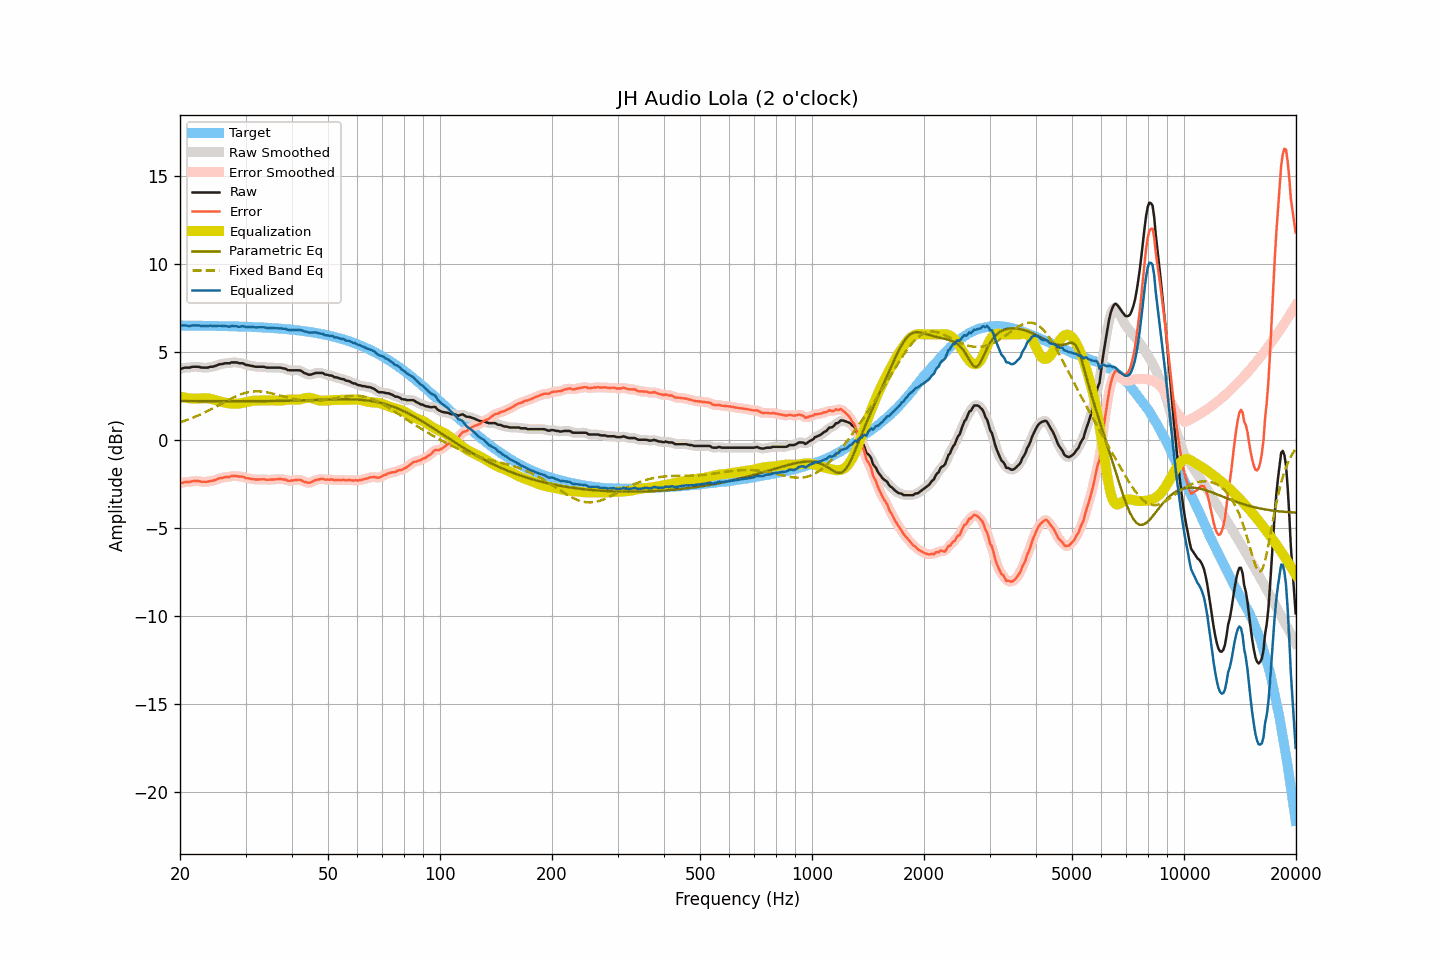 JH Audio Lola (2 o'clock)
Target
Raw Smoothed
Error Smoothed
Raw
Error
Equalization
Parametric Eq
Fixed Band Eq
Equalized
15
10
5
0
−5
−10
−15
−20
Amplitude (dBr)
20 50 100 200 500 1000 2000 5000 10000 20000
Frequency (Hz)